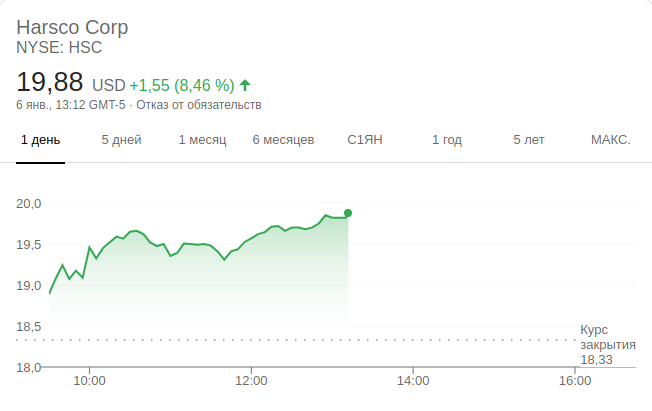 Harsco Corp
NYSE: HSC
19,88 USD +1,55 (8,46 %)
6 янв., 13:12 GMT-5 · Отказ от обязательств
1 день 5 дней 1 месяц 6 месяцев С1ЯН 1 год 5 лет МАКС.
20,0
19,5
19,0
18,5
Курс
закрытия
18,33
18,0
10:00 12:00 14:00 16:00